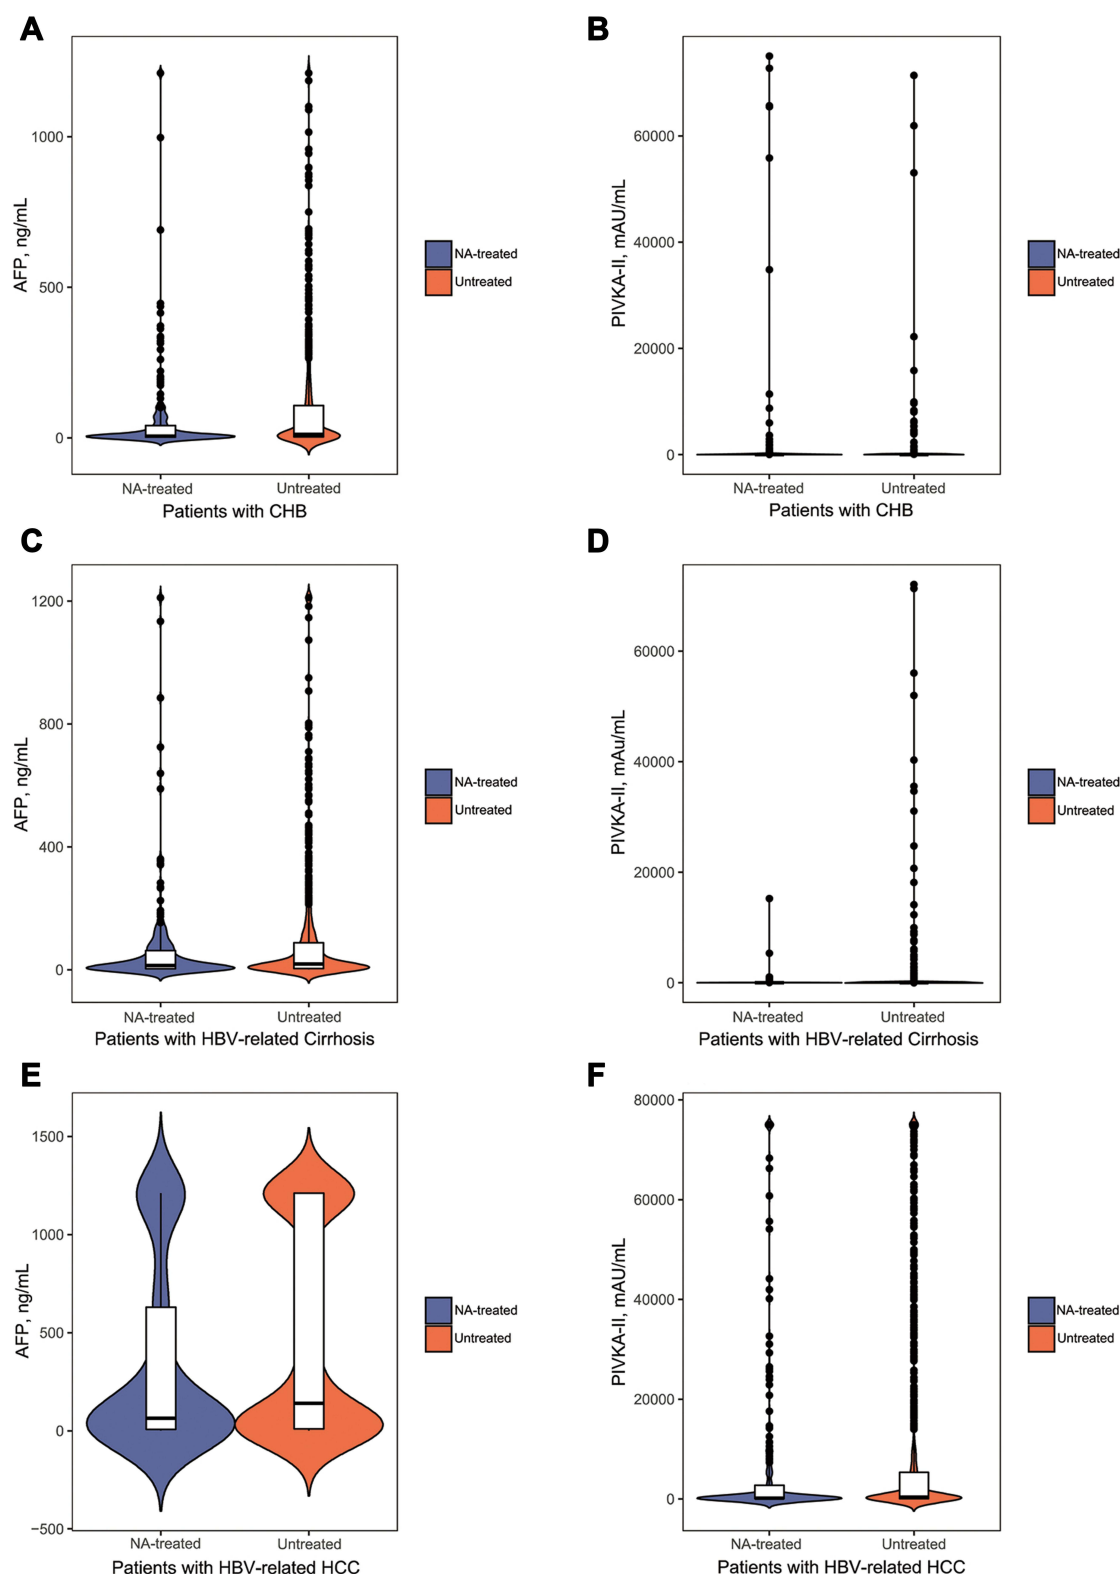 A
AFP, ng/mL
1000
500
0
NA-treated
Untreated
Patients with CHB
NA-treated
Untreated
B
PIVKA-II, mAU/mL
60000
40000
20000
0
NA-treated
Untreated
Patients with CHB
NA-treated
Untreated
C
AFP, ng/mL
1200
800
400
0
NA-treated
Untreated
Patients with HBV-related Cirrhosis
NA-treated
Untreated
D
PIVKA-II, mAu/mL
60000
40000
20000
0
NA-treated
Untreated
Patients with HBV-related Cirrhosis
NA-treated
Untreated
E
AFP, ng/mL
1500
1000
500
0
−500
NA-treated
Untreated
Patients with HBV-related HCC
NA-treated
Untreated
F
PIVKA-II, mAU/mL
80000
60000
40000
20000
0
NA-treated
Untreated
Patients with HBV-related HCC
NA-treated
Untreated